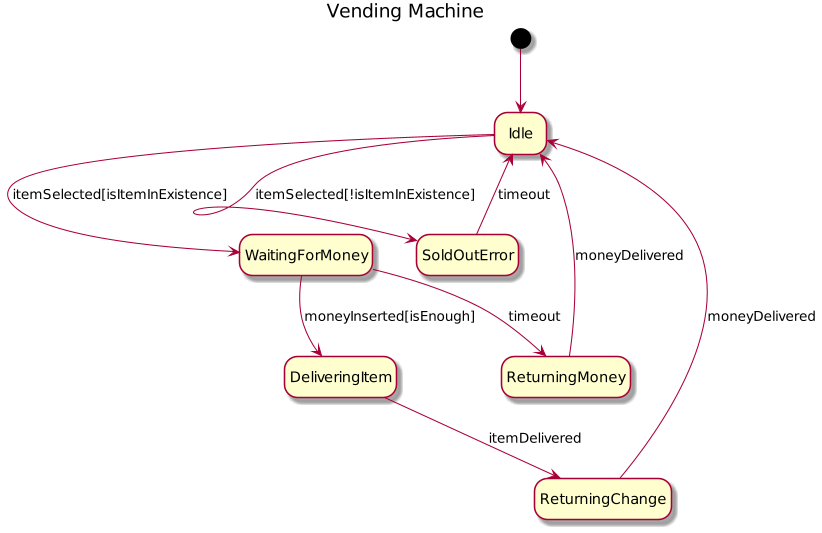 Vending Machine
Idle
itemSelected[isItemInExistence]
itemSelected[!isItemInExistence]
timeout
WaitingForMoney
SoldOutError
moneyDelivered
moneyInserted[isEnough]
timeout
moneyDelivered
DeliveringItem
ReturningMoney
itemDelivered
ReturningChange